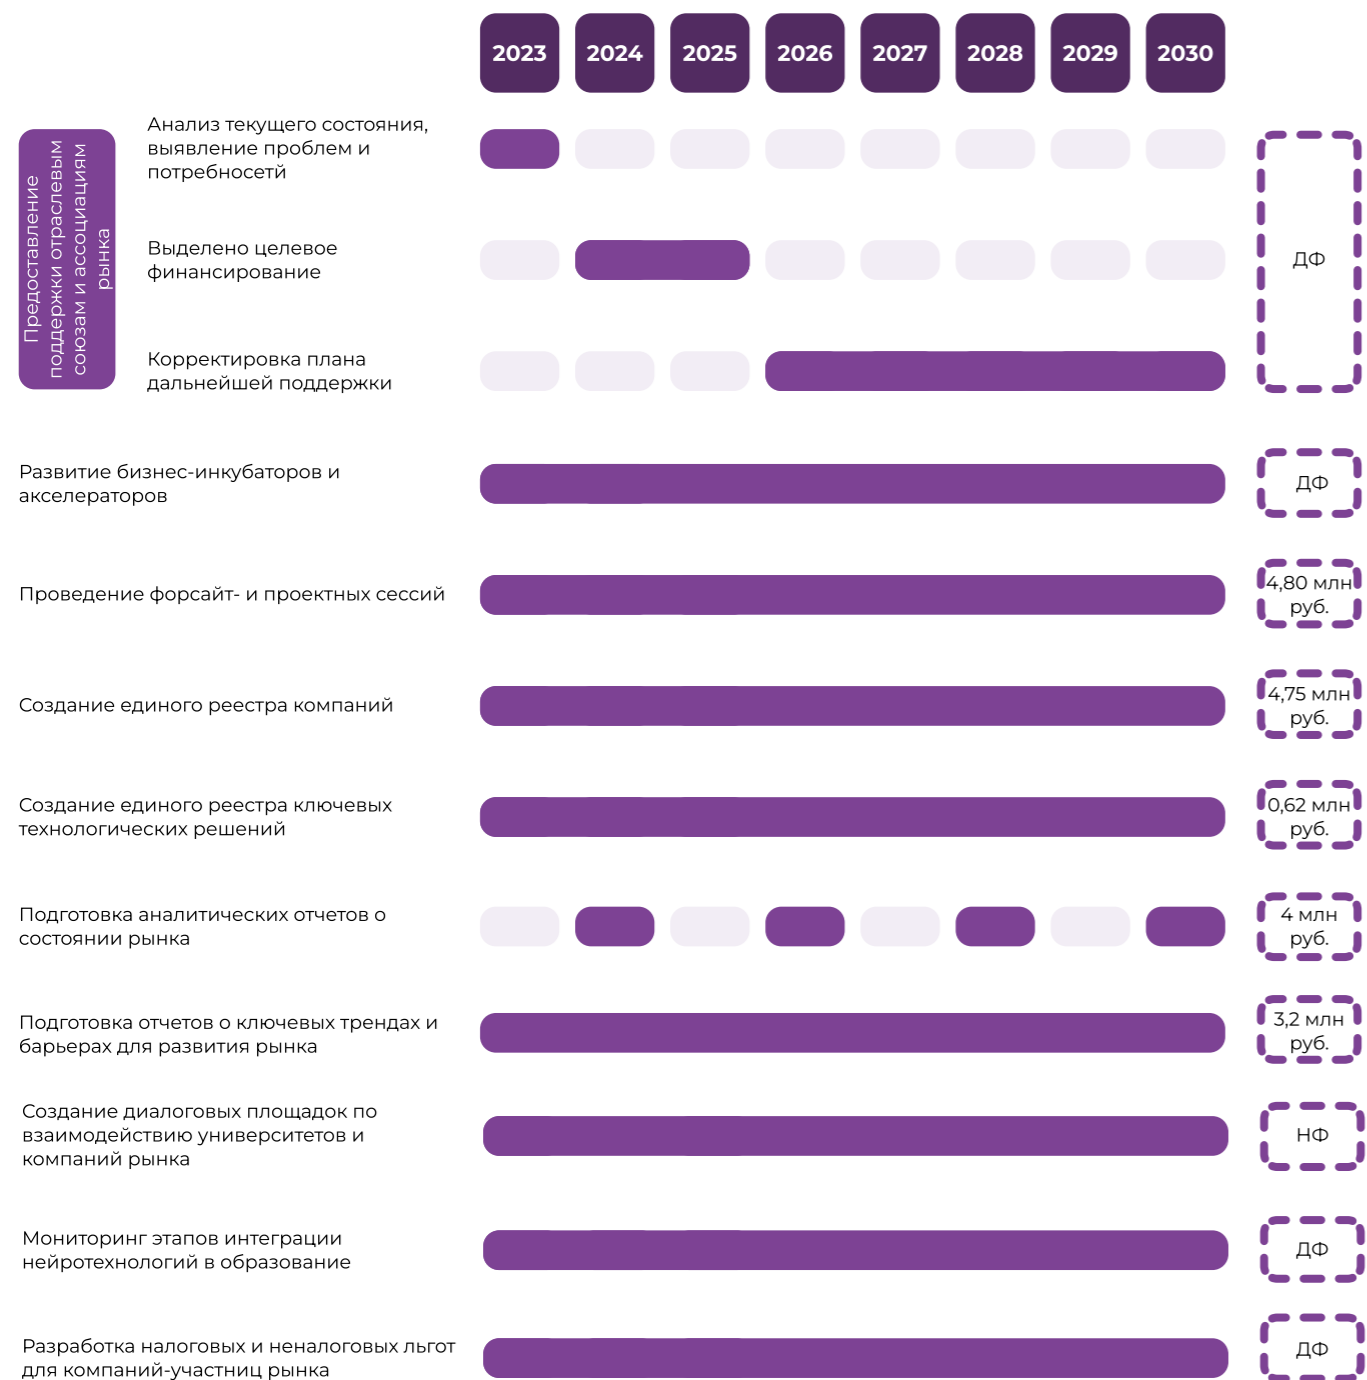 2023 2024 2025 2026 2027 2028 2029 2030
Предоставление
поддержки отраслевым
союзам и ассоциациям
рынка
Анализ текущего состояния,
выявление проблем и
потребносетй
Выделено целевое
финансирование
Корректировка плана
дальнейшей поддержки
ДФ
Развитие бизнес-инкубаторов и
акселераторов
ДФ
Проведение форсайт- и проектных сессий
4,80 млн
руб.
Создание единого реестра компаний
4,75 млн
руб.
Создание единого реестра ключевых
технологических решений
0,62 млн
руб.
Подготовка аналитических отчетов о
состоянии рынка
4 млн
руб.
Подготовка отчетов о ключевых трендах и
барьерах для развития рынка
3,2 млн
руб.
Создание диалоговых площадок по
взаимодействию университетов и
компаний рынка
НФ
Мониторинг этапов интеграции
нейротехнологий в образование
ДФ
Разработка налоговых и неналоговых льгот
для компаний-участниц рынка
ДФ